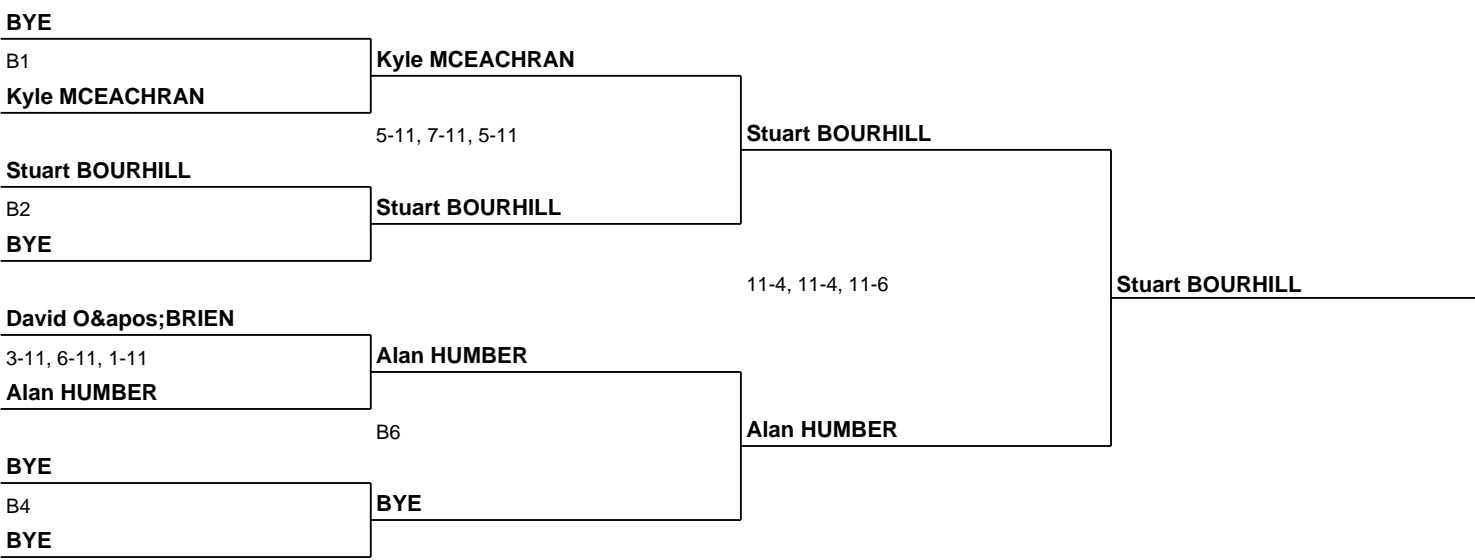 BYE
B1
Kyle MCEACHRAN
Kyle MCEACHRAN
5-11, 7-11, 5-11
Stuart BOURHILL
Stuart BOURHILL
B2
Stuart BOURHILL
BYE
11-4, 11-4, 11-6
Stuart BOURHILL
David O&apos;BRIEN
3-11, 6-11, 1-11
Alan HUMBER
Alan HUMBER
B6
Alan HUMBER
BYE
B4
BYE
BYE